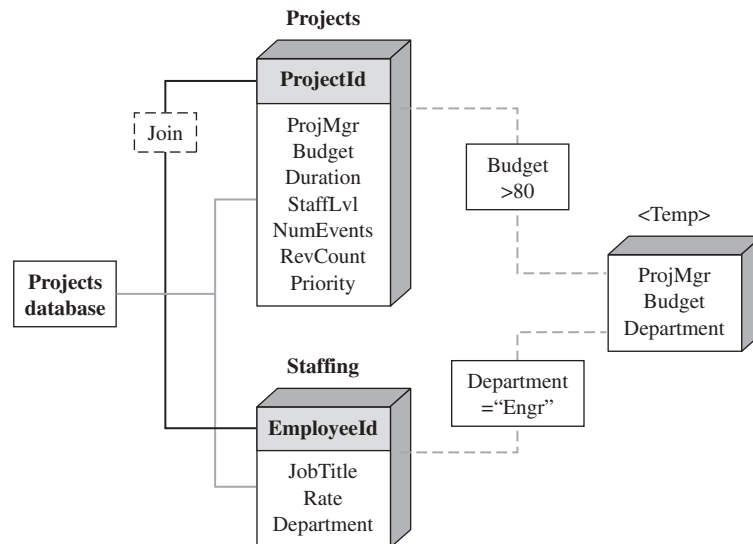 Projects
ProjectId
Join
ProjMgr
Budget
Duration
StaffLvl
NumEvents
RevCount
Priority
Budget
>80
<Temp>
ProjMgr
Budget
Department
Projects
database
Staffing
EmployeeId
JobTitle
Rate
Department
Department
=“Engr”